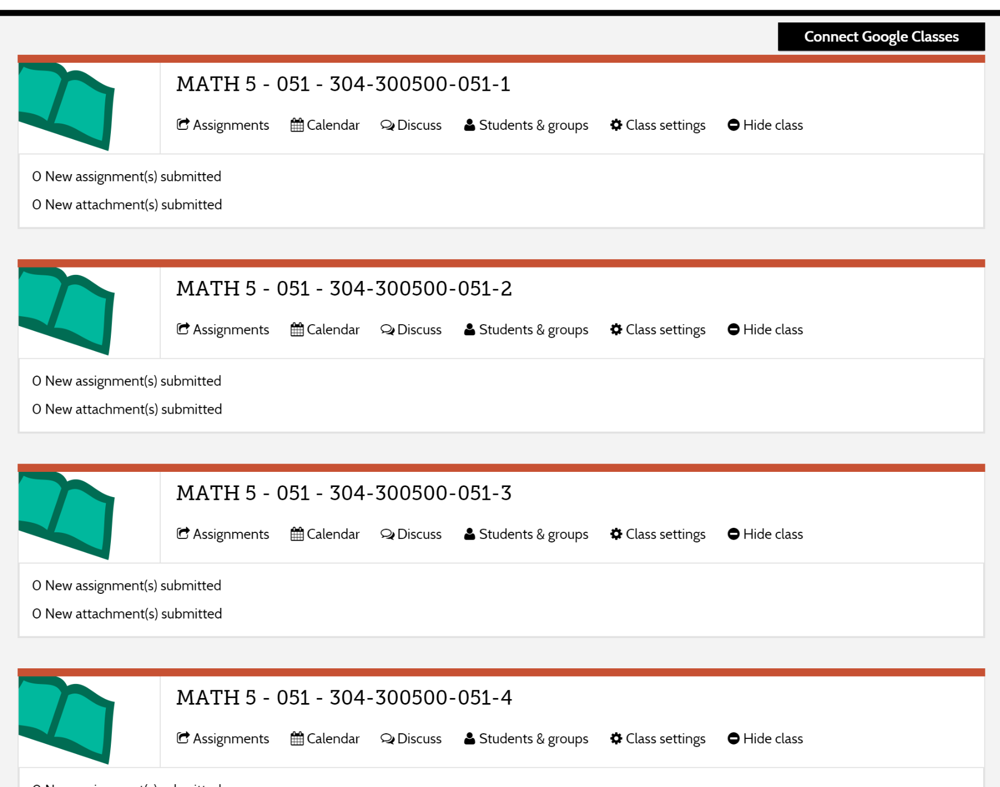 Connect Google Classes
MATH 5 - 051 - 304-300500-051-1
Assignments Calendar Discuss Students & groups Class settings Hide class
0 New assignment(s) submitted
0 New attachment(s) submitted
MATH 5 - 051 - 304-300500-051-2
Assignments Calendar Discuss Students & groups Class settings Hide class
0 New assignment(s) submitted
0 New attachment(s) submitted
MATH 5 - 051 - 304-300500-051-3
Assignments Calendar Discuss Students & groups Class settings Hide class
0 New assignment(s) submitted
0 New attachment(s) submitted
MATH 5 - 051 - 304-300500-051-4
Assignments Calendar Discuss Students & groups Class settings Hide class